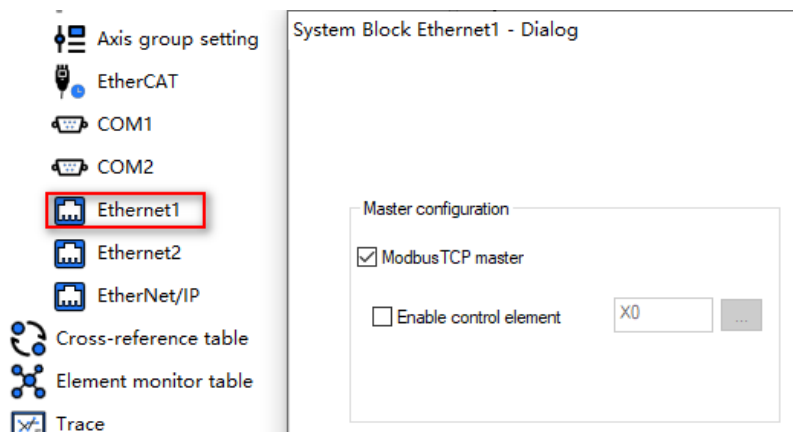 Axis group setting
EtherCAT
COM1
COM2
Ethernet1
Ethernet2
EtherNet/IP
Cross-reference table
Element monitor table
Trace
System Block Ethernet1 - Dialog
Master configuration
ModbusTCP master
Enable control element X0 ...